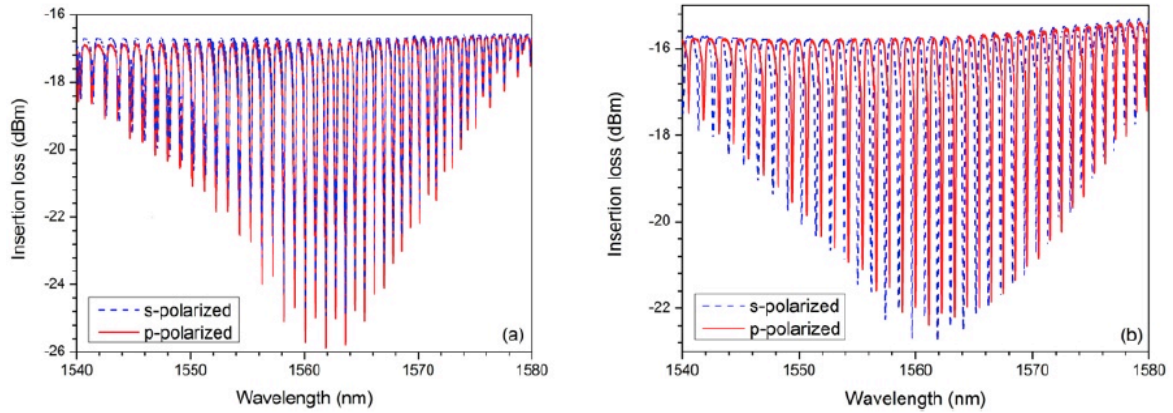 -16
-18
-20
-22
-24
-26
Insertion loss (dBm)
s-polarized
p-polarized
(a)
1540 1550 1560 1570 1580
Wavelength (nm)
-16
-18
-20
-22
Insertion loss (dBm)
s-polarized
p-polarized
(b)
1540 1550 1560 1570 1580
Wavelength (nm)